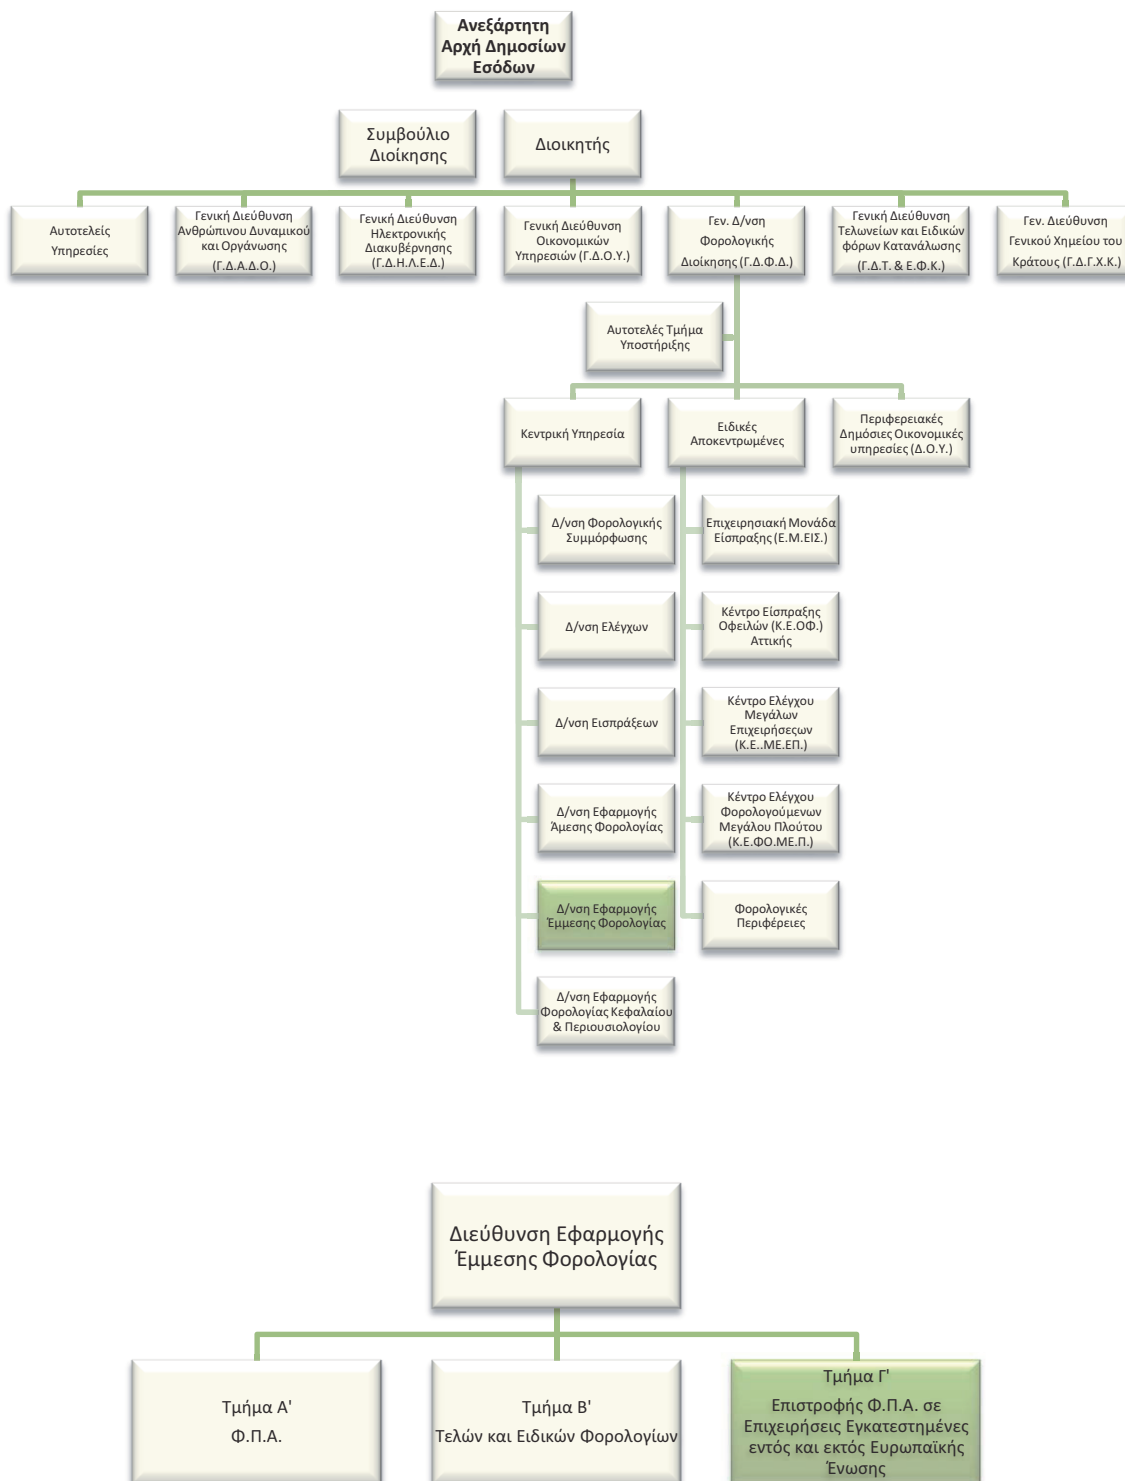 Ανεξάρτητη
Αρχή Δημοσίων
Εσόδων
Συμβούλιο
Διοίκησης
Διοικητής
Αυτοτελείς
Υπηρεσίες
Γενική Διεύθυνση
Ανθρώπινου Δυναμικού
και Οργάνωσης
(Γ.Δ.Α.Δ.Ο.)
Γενική Διεύθυνση
Ηλεκτρονικής
Διακυβέρνησης
(Γ.Δ.Η.Λ.Ε.Δ.)
Γενική Διεύθυνση
Οικονομικών
Υπηρεσιών (Γ.Δ.Ο.Υ.)
Γεν. Δ/νση
Φορολογικής
Διοίκησης (Γ.Δ.Φ.Δ.)
Γενική Διεύθυνση
Τελωνείων και Ειδικών
φόρων Κατανάλωσης
(Γ.Δ.Τ. & Ε.Φ.Κ.)
Γεν. Διεύθυνση
Γενικού Χημείου του
Κράτους (Γ.Δ.Γ.Χ.Κ.)
Αυτοτελές Τμήμα
Υποστήριξης
Κεντρική Υπηρεσία
Ειδικές
Αποκεντρωμένες
Περιφερειακές
Δημόσιες Οικονομικές
υπηρεσίες (Δ.Ο.Υ.)
Δ/νση Φορολογικής
Συμμόρφωσης
Δ/νση Ελέγχων
Δ/νση Εισπράξεων
Δ/νση Εφαρμογής
Άμεσης Φορολογίας
Δ/νση Εφαρμογής
Έμμεσης Φορολογίας
Δ/νση Εφαρμογής
Φορολογίας Κεφαλαίου
& Περιουσιολογίου
Επιχειρησιακή Μονάδα
Είσπραξης (Ε.Μ.ΕΙΣ.)
Κέντρο Είσπραξης
Οφειλών (Κ.Ε.ΟΦ.)
Αττικής
Κέντρο Ελέγχου
Μεγάλων
Επιχειρήσεςων
(Κ.Ε..ΜΕ.ΕΠ.)
Κέντρο Ελέγχου
Φορολογούμενων
Μεγάλου Πλούτου
(Κ.Ε.ΦΟ.ΜΕ.Π.)
Φορολογικές
Περιφέρειες
Διεύθυνση Εφαρμογής
Έμμεσης Φορολογίας
Τμήμα Α'
Φ.Π.Α.
Τμήμα Β'
Τελών και Ειδικών Φορολογίων
Τμήμα Γ'
Επιστροφής Φ.Π.Α. σε
Επιχειρήσεις Εγκατεστημένες
εντός και εκτός Ευρωπαϊκής
Ένωσης